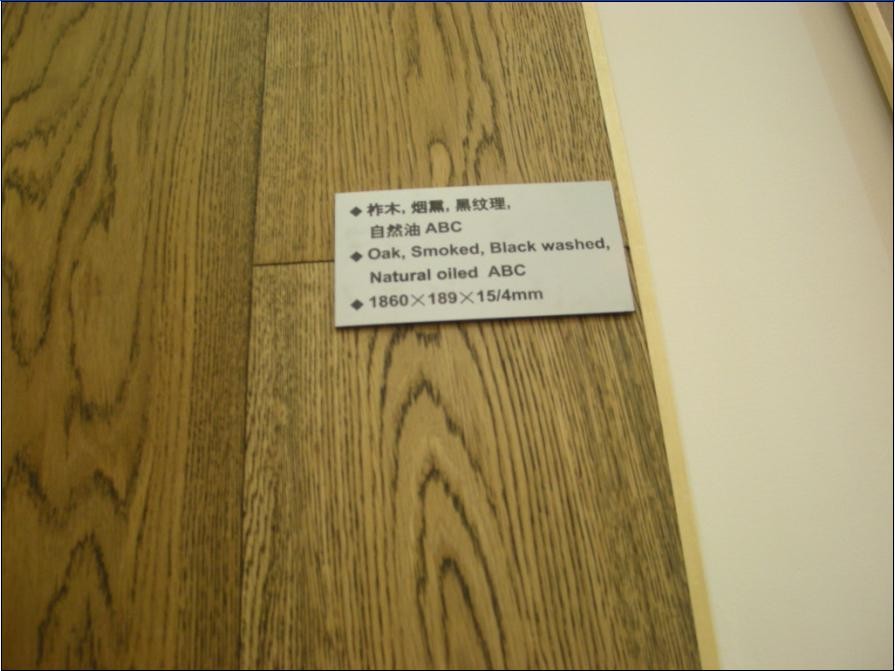 ◆ 柞木, 烟熏, 黑纹理,
自然油 ABC
◆ Oak, Smoked, Black washed,
Natural oiled ABC
◆ 1860×189×15/4mm